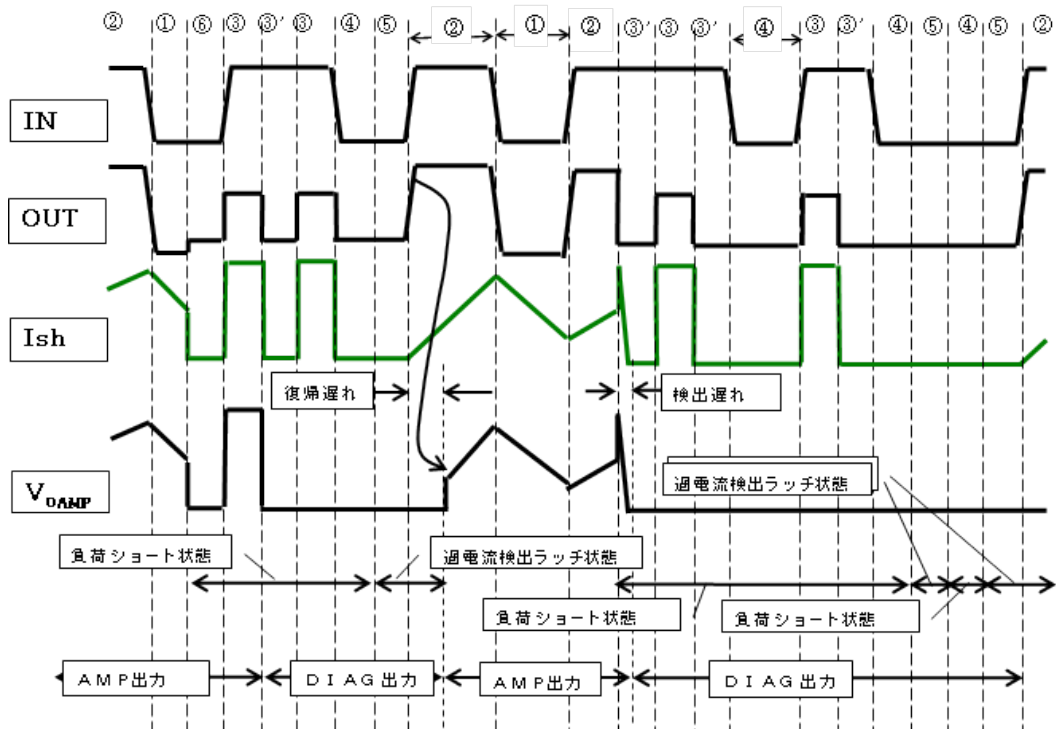 ② ① ⑥ ③ ③' ③ ④ ⑤ ② ① ② ③' ③ ③' ④ ③ ③' ④ ⑤ ④ ⑤ ②
IN
OUT
Ish
復帰遅れ
検出遅れ
過電流検出ラッチ状態
VOAMP
負荷ショート状態
過電流検出ラッチ状態
負荷ショート状態
負荷ショート状態
AMP出力
DIAG出力
AMP出力
DIAG出力